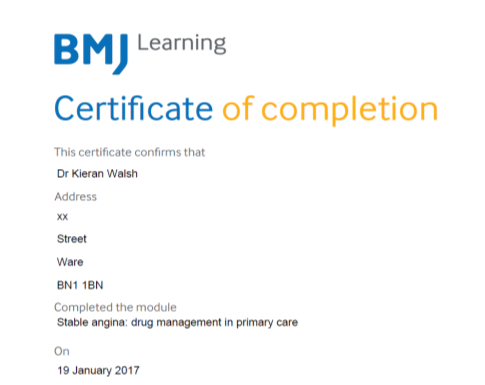 BMJ Learning
Certificate of completion
This certificate confirms that
Dr Kieran Walsh
Address
xx
Street
Ware
BN1 1BN
Completed the module
Stable angina: drug management in primary care
On
19 January 2017